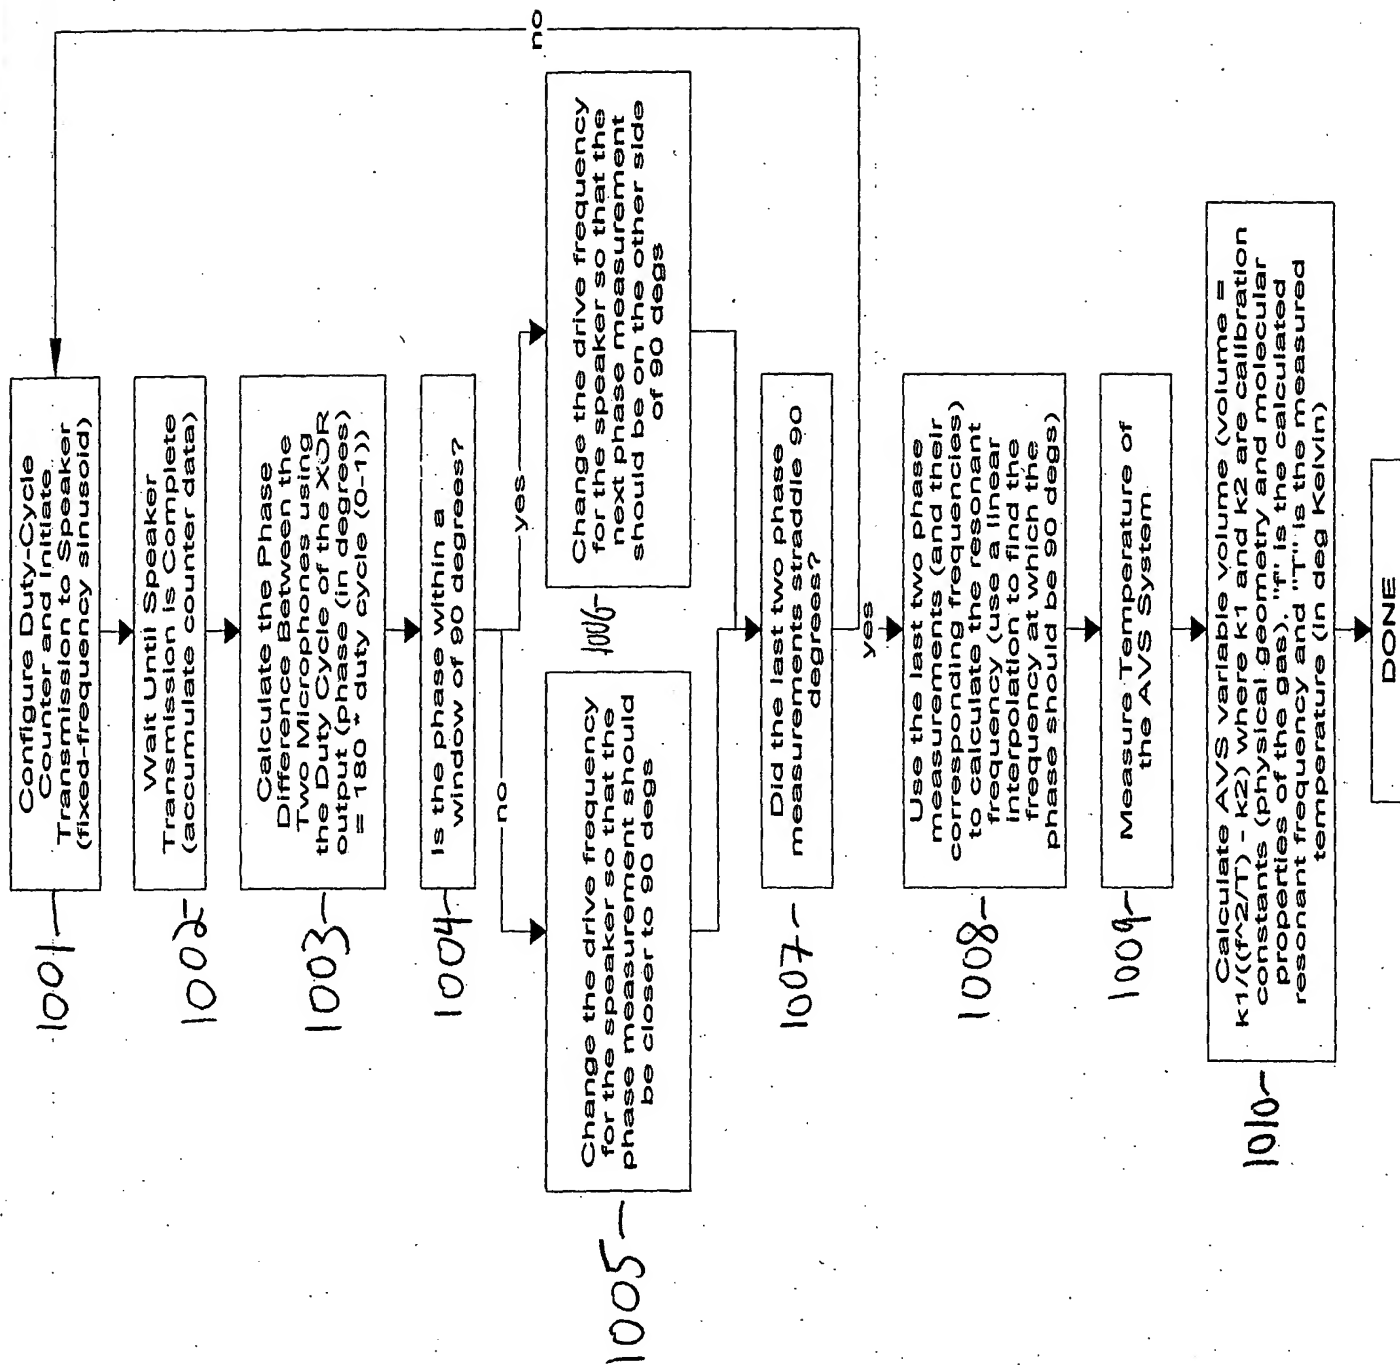 1001
Configure Duty-Cycle
Counter and Initiate
Transmission to Speaker
(fixed-frequency sinusoid)
1002
Wait Until Speaker
Transmission is Complete
(accumulate counter data)
1003
Calculate the Phase
Difference Between the
Two Microphones using
the Duty Cycle of the XOR
output (phase (in degrees)
= 180 * duty cycle (0-1))
1004
Is the phase within a
window of 90 degrees?
no
yes
1005
Change the drive frequency
for the speaker so that the
phase measurement should
be closer to 90 degs
1006
Change the drive frequency
for the speaker so that the
next phase measurement
should be on the other side
of 90 degs
1007
Did the last two phase
measurements straddle 90
degrees?
no
yes
1008
Use the last two phase
measurements (and their
corresponding frequencies)
to calculate the resonant
frequency (use a linear
interpolation to find the
frequency at which the
phase should be 90 degs)
1009
Measure Temperature of
the AVS System
1010
Calculate AVS variable volume (volume =
k1/((f^2/T) - k2) where k1 and k2 are calibration
constants (physical geometry and molecular
properties of the gas), "f" is the calculated
resonant frequency and "T" is the measured
temperature (in deg Kelvin)
DONE